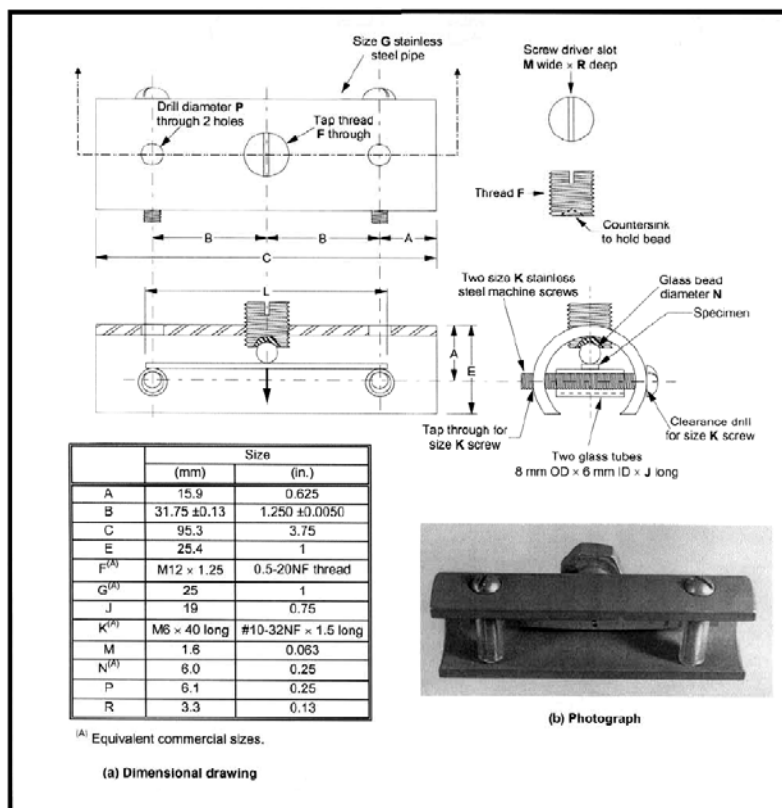 Size G stainless
steel pipe
Screw driver slot
M wide × R deep
Drill diameter P
through 2 holes
Tap thread
F through
Thread F
Countersink
to hold bead
B
B
A
C
L
Two size K stainless
steel machine screws
Glass bead
diameter N
Specimen
A
E
Tap through for
size K screw
Clearance drill
for size K screw
Two glass tubes
8 mm OD × 6 mm ID × J long
Size
(mm) (in.)
A 15.9 0.625
B 31.75 ±0.13 1.250 ±0.0050
C 95.3 3.75
E 25.4 1
F(A) M12 × 1.25 0.5-20NF thread
G(A) 25 1
J 19 0.75
K(A) M6 × 40 long #10-32NF × 1.5 long
M 1.6 0.063
N(A) 6.0 0.25
P 6.1 0.25
R 3.3 0.13
(A) Equivalent commercial sizes.
(a) Dimensional drawing
(b) Photograph